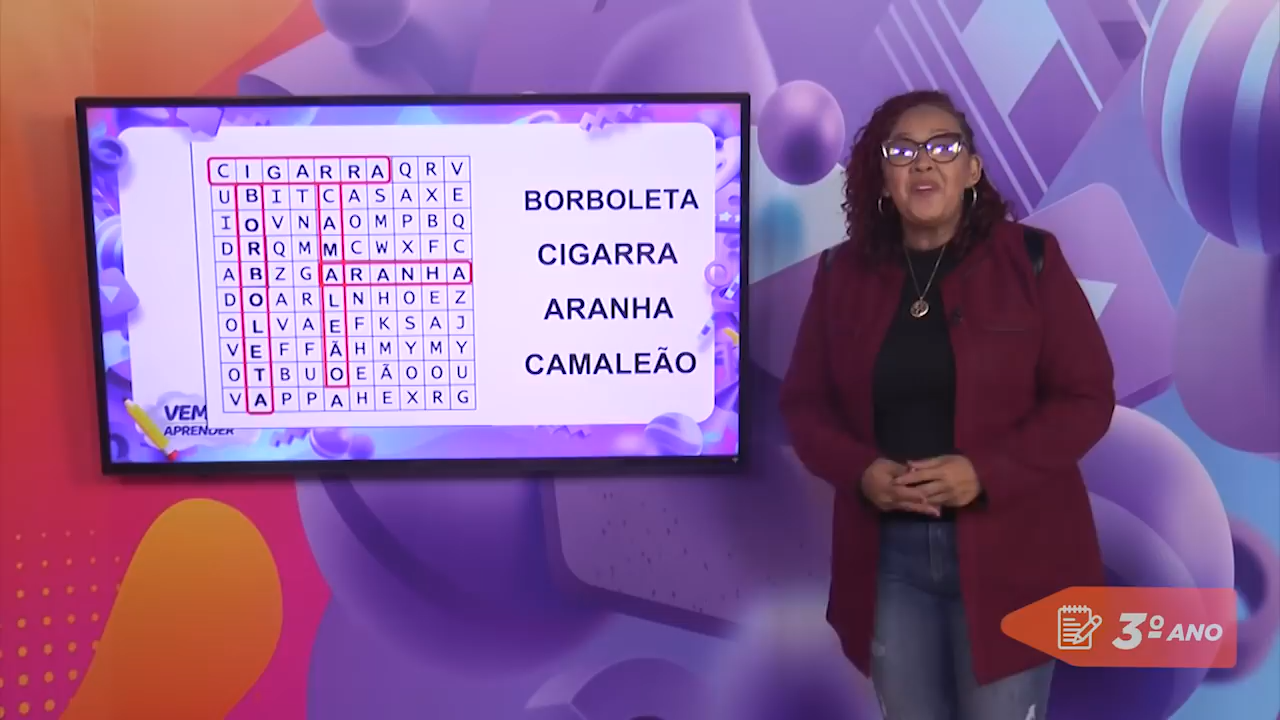 C I G A R R A Q R V
U B I T C A S A X E
I O V N A O M P B Q
D R Q M M C W X F C
A B Z G A R A N H A
D O A R L N H O E Z
O L V A E F K S A J
V E F F Ã H M Y M Y
O T B U O E Ã O O U
V A P P A H E X R G
BORBOLETA
CIGARRA
ARANHA
CAMALEÃO
VEM
APRENDER
3º ANO